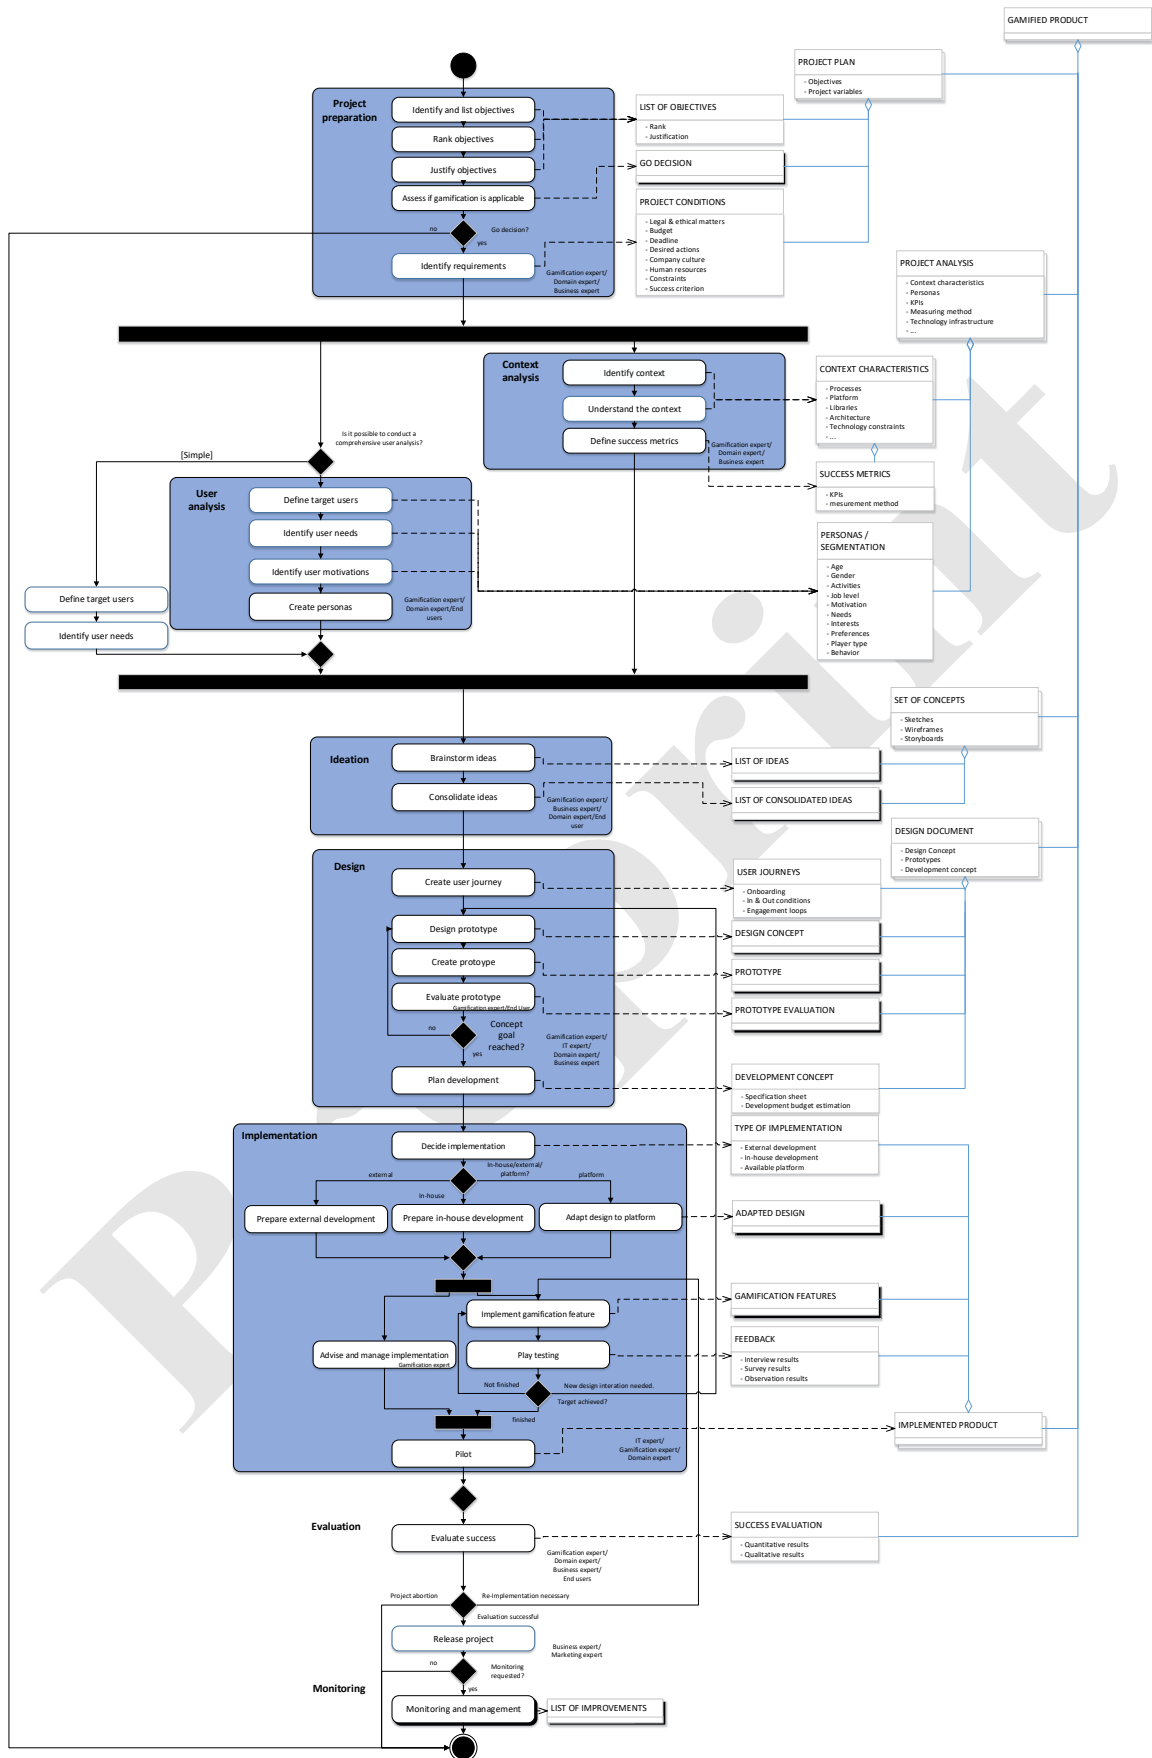 GAMIFIED PRODUCT
PROJECT PLAN
- Objectives
- Project variables
Project
preparation
Identify and list objectives
Rank objectives
Justify objectives
Assess if gamification is applicable
no
Go decision?
yes
Identify requirements
Gamification expert/
Domain expert/
Business expert
LIST OF OBJECTIVES
- Rank
- Justification
GO DECISION
PROJECT CONDITIONS
- Legal & ethical matters
- Budget
- Deadline
- Desired actions
- Company culture
- Human resources
- Constraints
- Success criterion
PROJECT ANALYSIS
- Context characteristics
- Personas
- KPIs
- Measuring method
- Technology infrastructure
- ...
Context
analysis
Identify context
Understand the context
Define success metrics
Gamification expert/
Domain expert/
Business expert
CONTEXT CHARACTERISTICS
- Processes
- Platform
- Libraries
- Architecture
- Technology constraints
- ...
SUCCESS METRICS
- KPIs
- mesurement method
Is it possible to conduct a
comprehensive user analysis?
[Simple]
User
analysis
Define target users
Identify user needs
Identify user motivations
Create personas
Gamification expert/
Domain expert/End
users
Define target users
Identify user needs
PERSONAS /
SEGMENTATION
- Age
- Gender
- Activities
- Job level
- Motivation
- Needs
- Interests
- Preferences
- Player type
- Behavior
SET OF CONCEPTS
- Sketches
- Wireframes
- Storyboards
Ideation
Brainstorm ideas
Consolidate ideas
Gamification expert/
Business expert/
Domain expert/End
user
LIST OF IDEAS
LIST OF CONSOLIDATED IDEAS
DESIGN DOCUMENT
- Design Concept
- Prototypes
- Development concept
Design
Create user journey
Design prototype
Create protoype
Evaluate prototype
Gamification expert/End User
no
Concept
goal
reached?
yes
Gamification expert/
IT expert/
Domain expert/
Business expert
Plan development
USER JOURNEYS
- Onboarding
- In & Out conditions
- Engagement loops
DESIGN CONCEPT
PROTOTYPE
PROTOTYPE EVALUATION
DEVELOPMENT CONCEPT
- Specification sheet
- Development budget estimation
Implementation
Decide implementation
In-house/external/
platform?
external
platform
In-house
Prepare external development
Prepare in-house development
Adapt design to platform
Implement gamification feature
Advise and manage implementation
Gamification expert
Play testing
Not finished
New design interation needed.
Target achieved?
finished
Pilot
IT expert/
Gamification expert/
Domain expert
TYPE OF IMPLEMENTATION
- External development
- In-house development
- Available platform
ADAPTED DESIGN
GAMIFICATION FEATURES
FEEDBACK
- Interview results
- Survey results
- Observation results
IMPLEMENTED PRODUCT
Evaluation
Evaluate success
Gamification expert/
Domain expert/
Business expert/
End users
SUCCESS EVALUATION
- Quantitative results
- Qualitative results
Project abortion
Re-Implementation necessary
Evaluation successful
Release project
Business expert/
Marketing expert
no
Monitoring
requested?
yes
Monitoring
Monitoring and management
LIST OF IMPROVEMENTS
Preprint